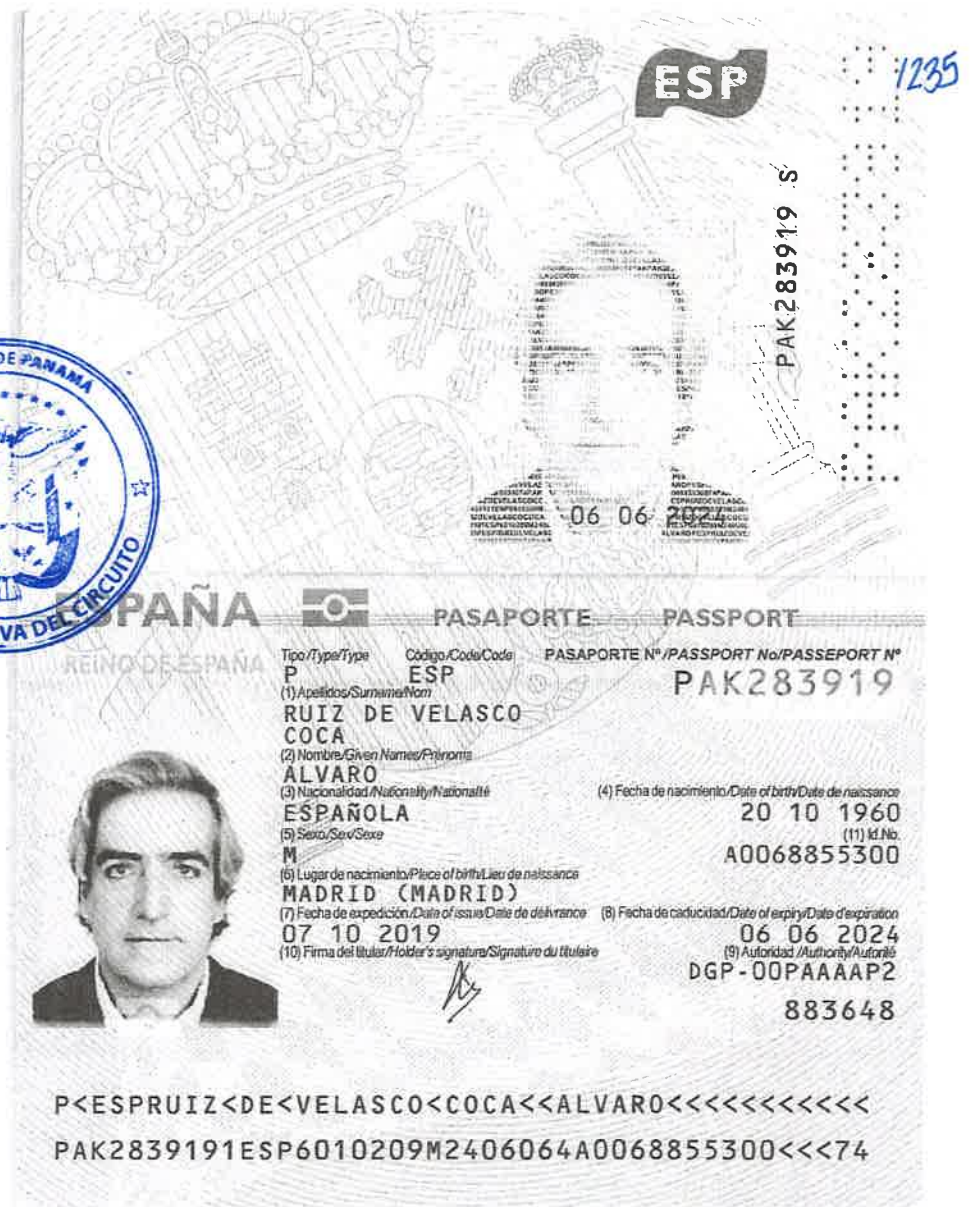 1235
ESP
PAK283919 S
06 06 2024
DE PANAMA
VA DEL CIRCUITO
ESPAÑA PASAPORTE PASSPORT
REINO DE ESPAÑA
Tipo/Type/Type Código/Code/Code PASAPORTE Nº/PASSPORT No/PASSEPORT Nº
P ESP PAK283919
(1) Apellidos/Surname/Nom
RUIZ DE VELASCO
COCA
(2) Nombre/Given Names/Prénoms
ALVARO
(3) Nacionalidad/Nationality/Nationalité (4) Fecha de nacimiento/Date of birth/Date de naissance
ESPAÑOLA 20 10 1960
(5) Sexo/Sex/Sexe (11) Id.No.
M A0068855300
(6) Lugar de nacimiento/Place of birth/Lieu de naissance
MADRID (MADRID)
(7) Fecha de expedición/Date of issue/Date de délivrance (8) Fecha de caducidad/Date of expiry/Date d'expiration
07 10 2019 06 06 2024
(10) Firma del titular/Holder's signature/Signature du titulaire (9) Autoridad /Authority/Autorité
DGP-00PAAAAP2
883648
P<ESPRUIZ<DE<VELASCO<COCA<<ALVARO<<<<<<<<<<<
PAK2839191ESP6010209M2406064A0068855300<<<74